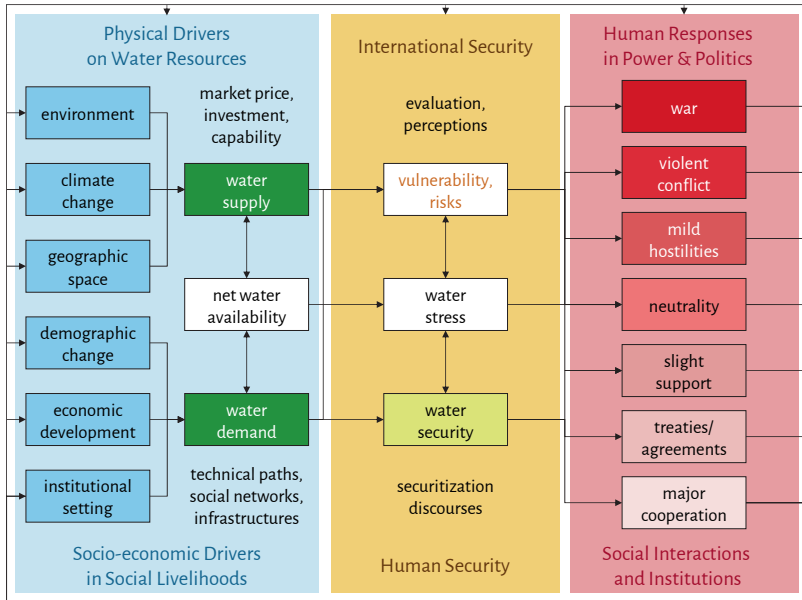 Physical Drivers
on Water Resources
environment
climate
change
geographic
space
demographic
change
economic
development
institutional
setting
market price,
investment,
capability
water
supply
net water
availability
water
demand
technical paths,
social networks,
infrastructures
Socio-economic Drivers
in Social Livelihoods
International Security
evaluation,
perceptions
vulnerability,
risks
water
stress
water
security
securitization
discourses
Human Security
Human Responses
in Power & Politics
war
violent
conflict
mild
hostilities
neutrality
slight
support
treaties/
agreements
major
cooperation
Social Interactions
and Institutions